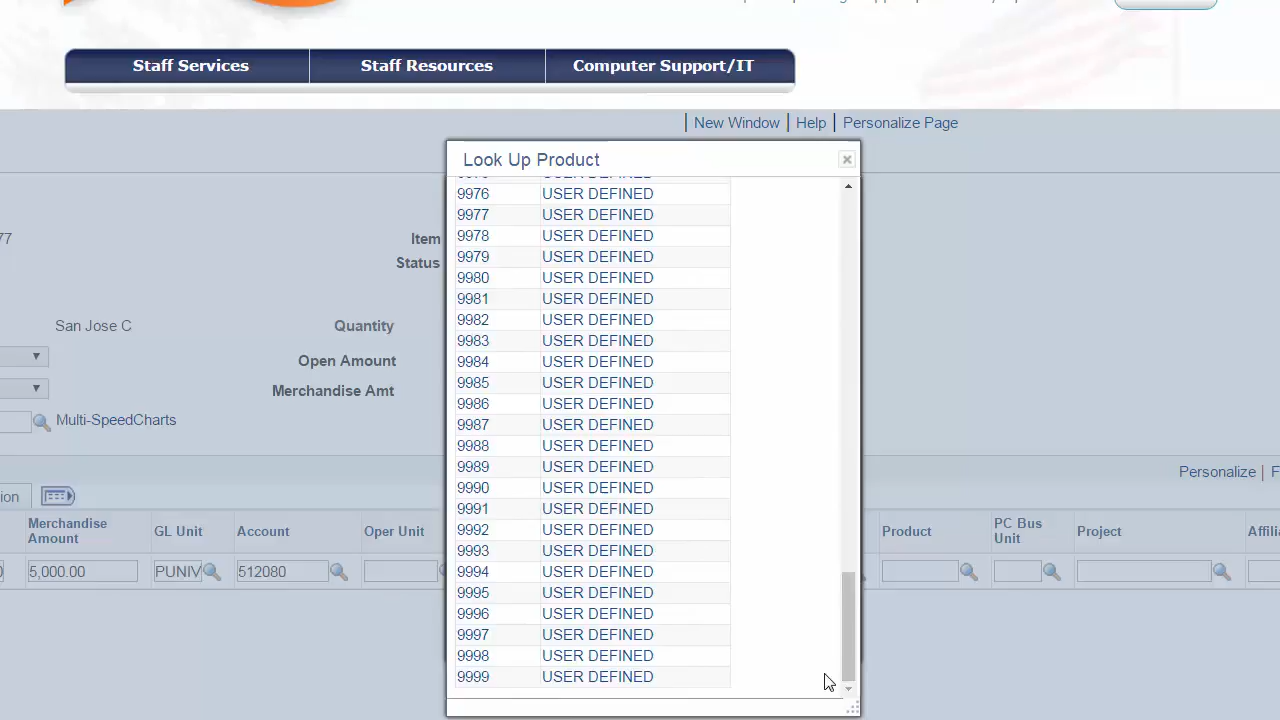 Staff Services
Staff Resources
Computer Support/IT
New Window
Help
Personalize Page
Look Up Product
9976 USER DEFINED
9977 USER DEFINED
9978 USER DEFINED
9979 USER DEFINED
9980 USER DEFINED
9981 USER DEFINED
9982 USER DEFINED
9983 USER DEFINED
9984 USER DEFINED
9985 USER DEFINED
9986 USER DEFINED
9987 USER DEFINED
9988 USER DEFINED
9989 USER DEFINED
9990 USER DEFINED
9991 USER DEFINED
9992 USER DEFINED
9993 USER DEFINED
9994 USER DEFINED
9995 USER DEFINED
9996 USER DEFINED
9997 USER DEFINED
9998 USER DEFINED
9999 USER DEFINED
77
Item
Status
San Jose C
Quantity
Open Amount
Merchandise Amt
Multi-SpeedCharts
Personalize | F
ion
Merchandise
Amount
GL Unit
Account
Oper Unit
Product
PC Bus
Unit
Project
Affilia
0
5,000.00
PUNIV
512080